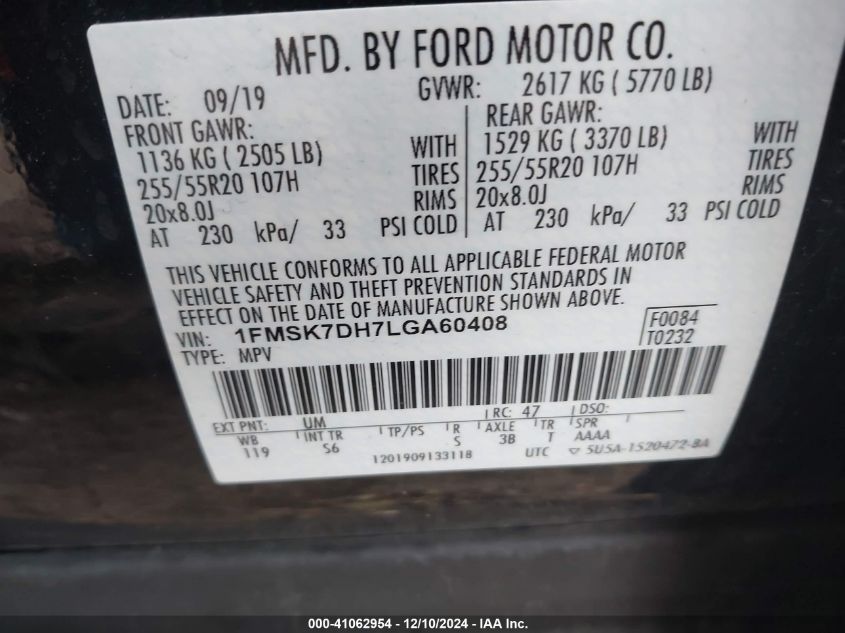 MFD. BY FORD MOTOR CO.
DATE: 09/19 GVWR: 2617 KG ( 5770 LB)
FRONT GAWR: REAR GAWR:
1136 KG ( 2505 LB) WITH 1529 KG ( 3370 LB) WITH
255/55R20 107H TIRES 255/55R20 107H TIRES
20x8.0J RIMS 20x8.0J RIMS
AT 230 kPa/ 33 PSI COLD AT 230 kPa/ 33 PSI COLD
THIS VEHICLE CONFORMS TO ALL APPLICABLE FEDERAL MOTOR
VEHICLE SAFETY AND THEFT PREVENTION STANDARDS IN
EFFECT ON THE DATE OF MANUFACTURE SHOWN ABOVE.
VIN: 1FMSK7DH7LGA60408 F0084
TYPE: MPV T0232
EXT PNT: UM RC: 47 DSO:
WB INT TR TP/PS R AXLE TR SPR
119 S6 S 3B T AAAA
1201909133118 UTC ▽ 5U5A-1520472-BA
000-41062954 - 12/10/2024 - IAA Inc.